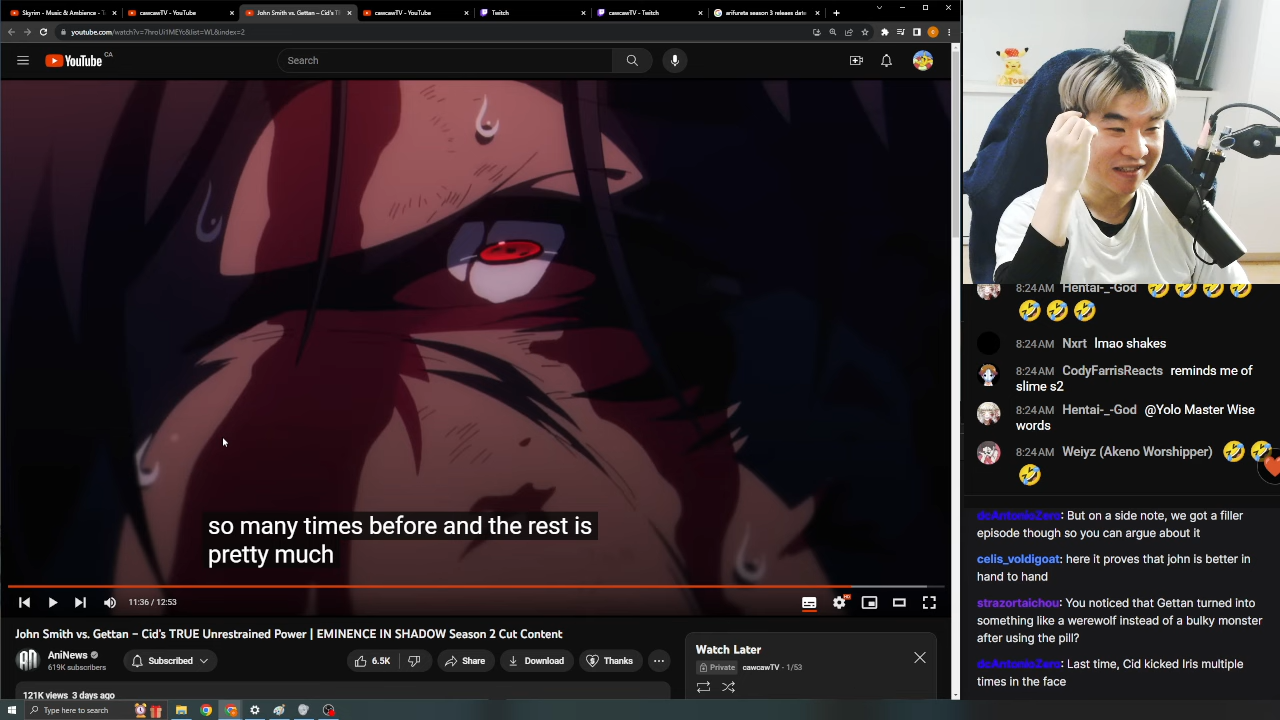 Skyrim - Music & Ambience - T
cawcawTV - YouTube
John Smith vs. Gettan – Cid's T
cawcawTV - YouTube
Twitch
cawcawTV - Twitch
arifureta season 3 releaes date
youtube.com/watch?v=7hroUi1MEYc&list=WL&index=2
YouTube CA
Search
so many times before and the rest is
pretty much
11:36 / 12:53
HD
John Smith vs. Gettan – Cid's TRUE Unrestrained Power | EMINENCE IN SHADOW Season 2 Cut Content
AniNews
619K subscribers
Subscribed
6.5K
Share
Download
Thanks
121K views 3 days ago
Watch Later
Private cawcawTV - 1/53
8:24 AM Hentai-_-God 🤣🤣🤣🤣
🤣🤣🤣
8:24 AM Nxrt lmao shakes
8:24 AM CodyFarrisReacts reminds me of
slime s2
8:24 AM Hentai-_-God @Yolo Master Wise
words
8:24 AM Weiyz (Akeno Worshipper) 🤣🤣
🤣
dcAntonioZero: But on a side note, we got a filler
episode though so you can argue about it
celis_voldigoat: here it proves that john is better in
hand to hand
strazortaichou: You noticed that Gettan turned into
something like a werewolf instead of a bulky monster
after using the pill?
dcAntonioZero: Last time, Cid kicked Iris multiple
times in the face
Type here to search